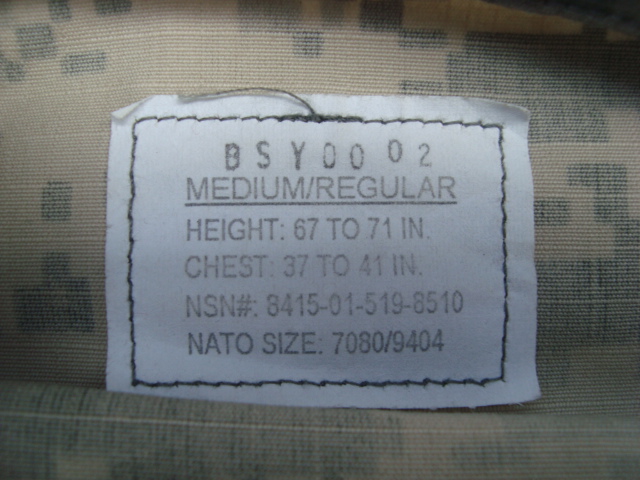 BSY0002
MEDIUM/REGULAR
HEIGHT: 67 TO 71 IN.
CHEST: 37 TO 41 IN.
NSN#: 8415-01-519-8510
NATO SIZE: 7080/9404